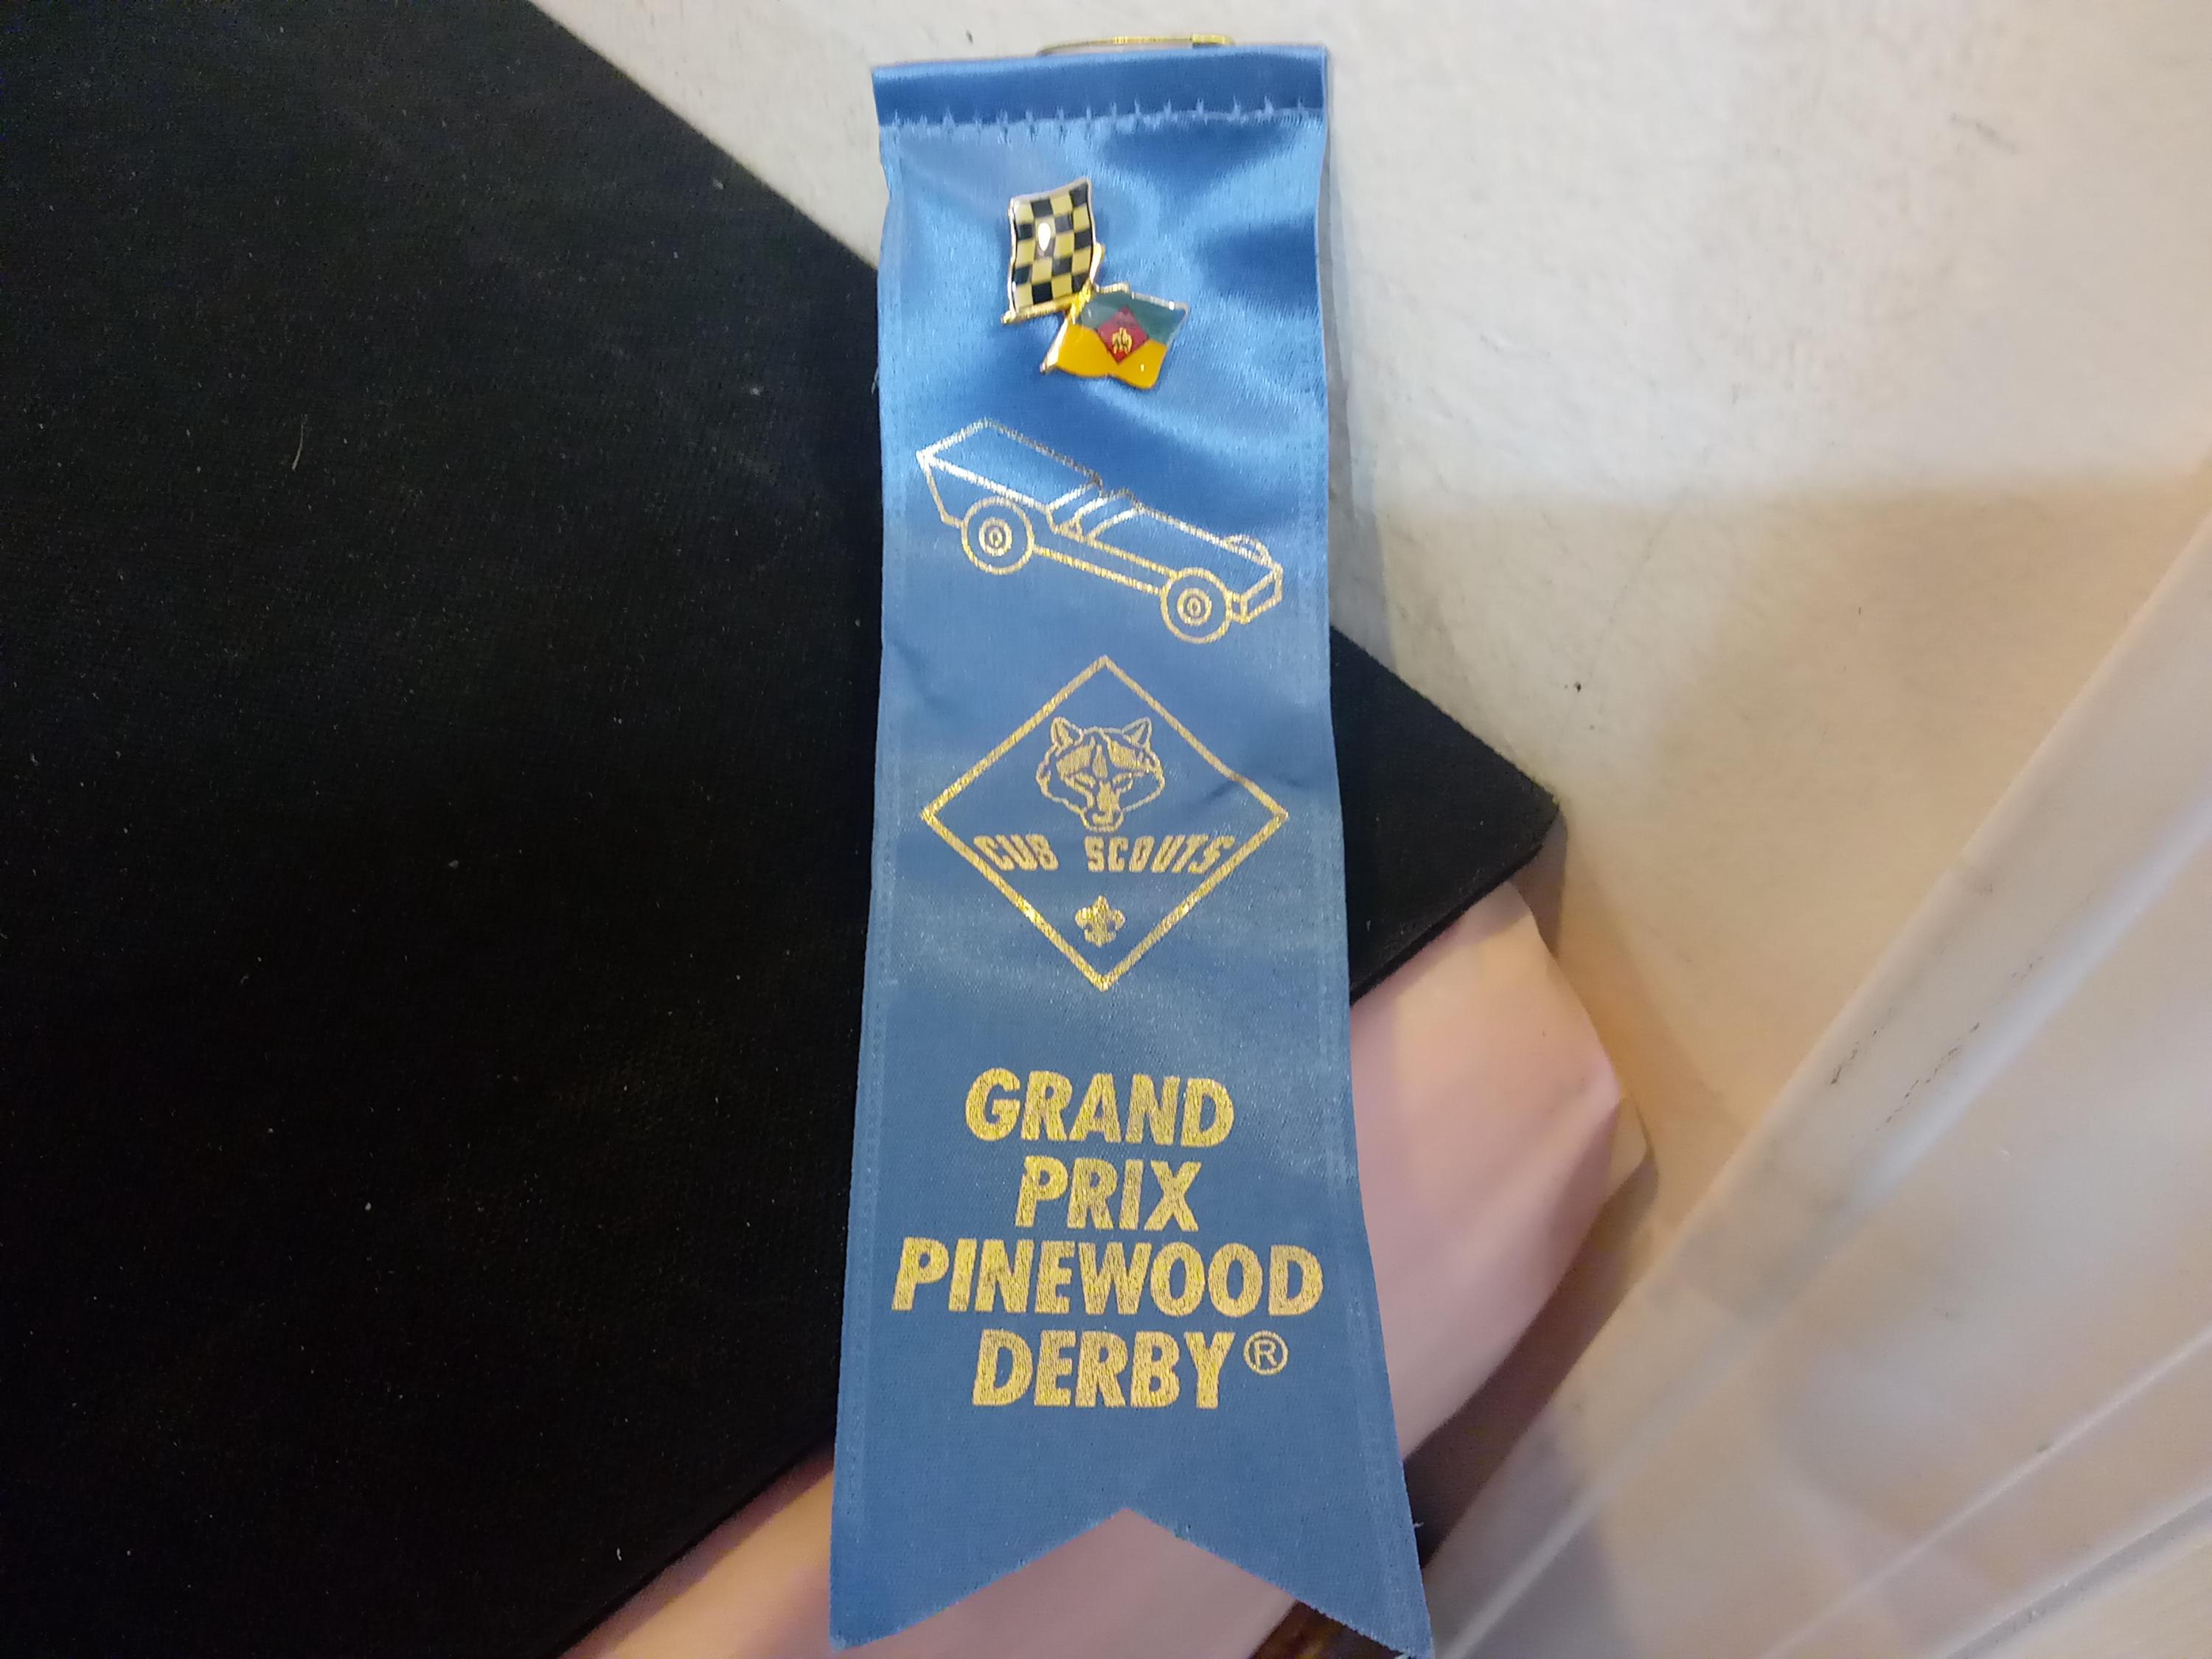 CUB SCOUTS
GRAND
PRIX
PINEWOOD
DERBY®